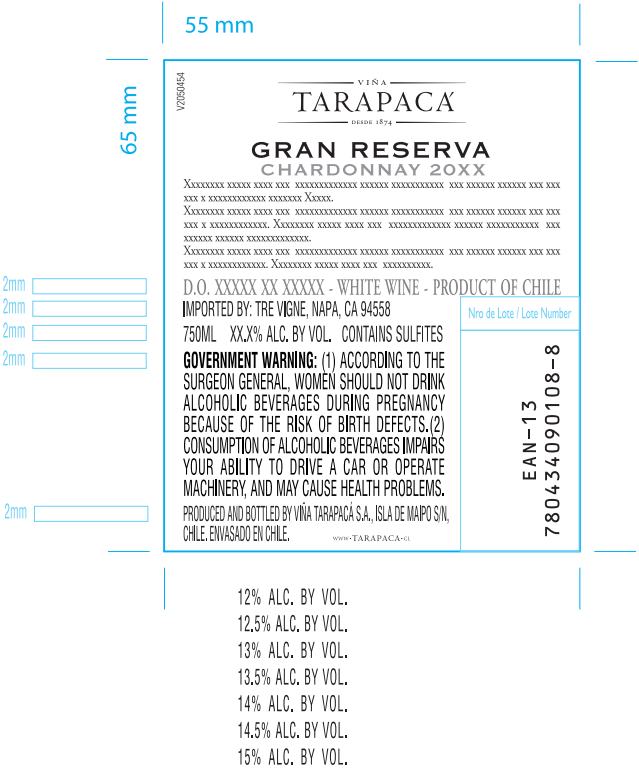 55 mm
65 mm
V2050454
VIÑA
TARAPACÁ
DESDE 1874
GRAN RESERVA
CHARDONNAY 20XX
Xxxxxxxx xxxxx xxxx xxx xxxxxxxxxxxxx xxxxxx xxxxxxxxxxx xxx xxxxxx xxxxxx xxx xxx
xxx x xxxxxxxxxxxx xxxxxxx Xxxxx.
Xxxxxxxx xxxxx xxxx xxx xxxxxxxxxxxxx xxxxxx xxxxxxxxxxx xxx xxxxxx xxxxxx xxx xxx
xxx x xxxxxxxxxxxx. Xxxxxxxx xxxxx xxxx xxx xxxxxxxxxxxxx xxxxxx xxxxxxxxxxxx xxx
xxxxxx xxxxxx xxxxxxxxxxxxx.
Xxxxxxxx xxxxx xxxx xxx xxxxxxxxxxxxx xxxxxx xxxxxxxxxxx xxx xxxxxx xxxxxx xxx xxx
xxx x xxxxxxxxxxxx. Xxxxxxxx xxxxx xxxx xxx xxxxxxxxxx.
D.O. XXXXX XX XXXXX - WHITE WINE - PRODUCT OF CHILE
2mm
IMPORTED BY: TRE VIGNE, NAPA, CA 94558
2mm
750ML XX.X% ALC. BY VOL. CONTAINS SULFITES
2mm
GOVERNMENT WARNING: (1) ACCORDING TO THE
2mm
SURGEON GENERAL, WOMEN SHOULD NOT DRINK
ALCOHOLIC BEVERAGES DURING PREGNANCY
BECAUSE OF THE RISK OF BIRTH DEFECTS.(2)
CONSUMPTION OF ALCOHOLIC BEVERAGES IMPAIRS
YOUR ABILITY TO DRIVE A CAR OR OPERATE
MACHINERY, AND MAY CAUSE HEALTH PROBLEMS.
2mm
PRODUCED AND BOTTLED BY VIÑA TARAPACÁ S.A., ISLA DE MAIPO S/N,
CHILE. ENVASADO EN CHILE.
WWW•TARAPACA•CL
Nro de Lote / Lote Number
EAN-13
780434090108-8
12% ALC. BY VOL.
12.5% ALC. BY VOL.
13% ALC. BY VOL.
13.5% ALC. BY VOL.
14% ALC. BY VOL.
14.5% ALC. BY VOL.
15% ALC. BY VOL.